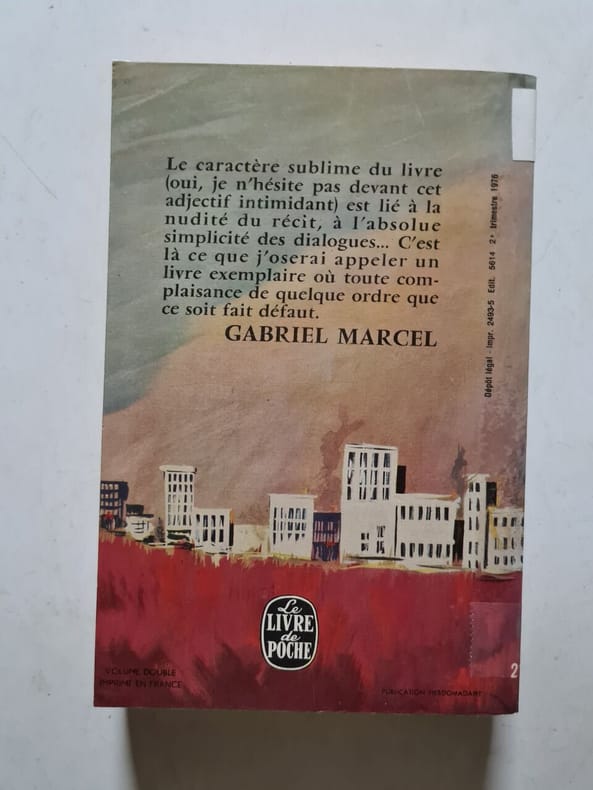 Le caractère sublime du livre
(oui, je n'hésite pas devant cet
adjectif intimidant) est lié à la
nudité du récit, à l'absolue
simplicité des dialogues... C'est
là ce que j'oserai appeler un
livre exemplaire où toute com-
plaisance de quelque ordre que
ce soit fait défaut.
GABRIEL MARCEL
Dépôt légal - Impr. 2493-5 Edit. 5614 2e trimestre 1976
Le
LIVRE
de
POCHE
VOLUME DOUBLE
IMPRIMÉ EN FRANCE
PUBLICATION HEBDOMADAIRE
2